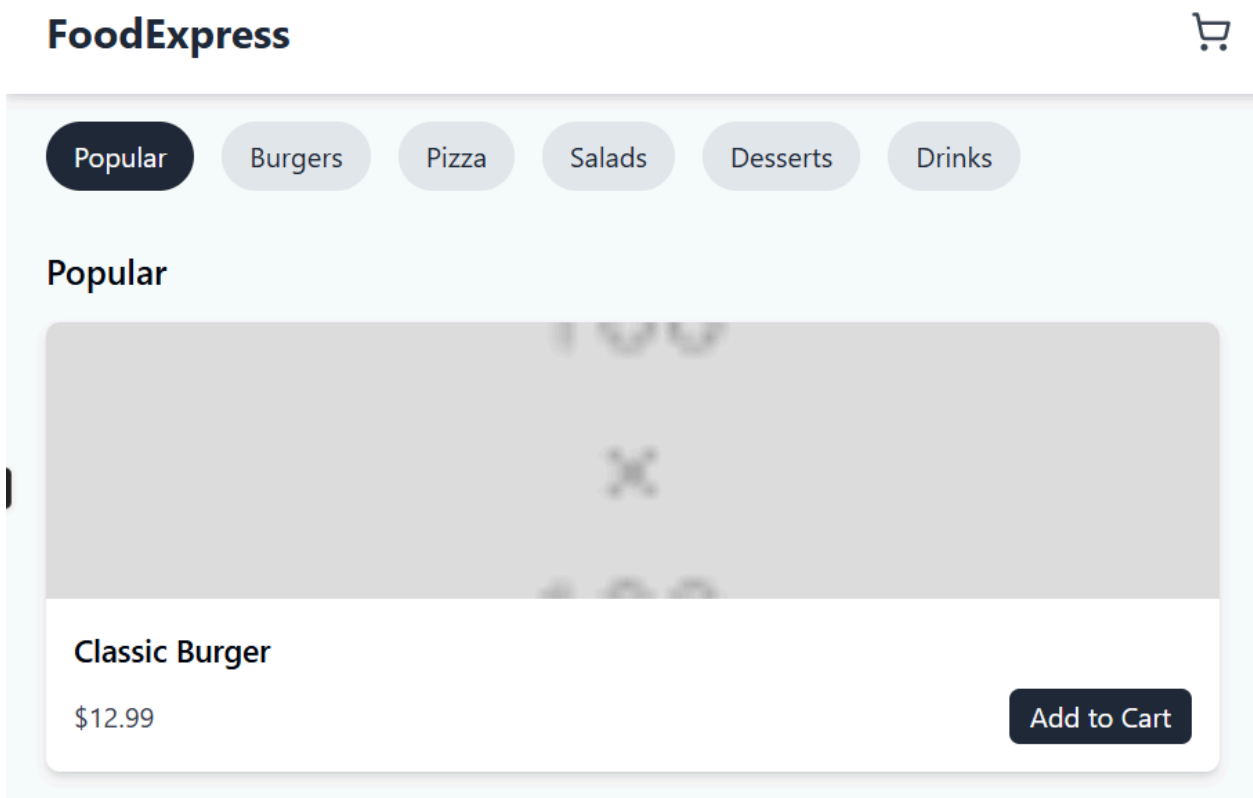 FoodExpress
Popular Burgers Pizza Salads Desserts Drinks
Popular
Classic Burger
$12.99 Add to Cart